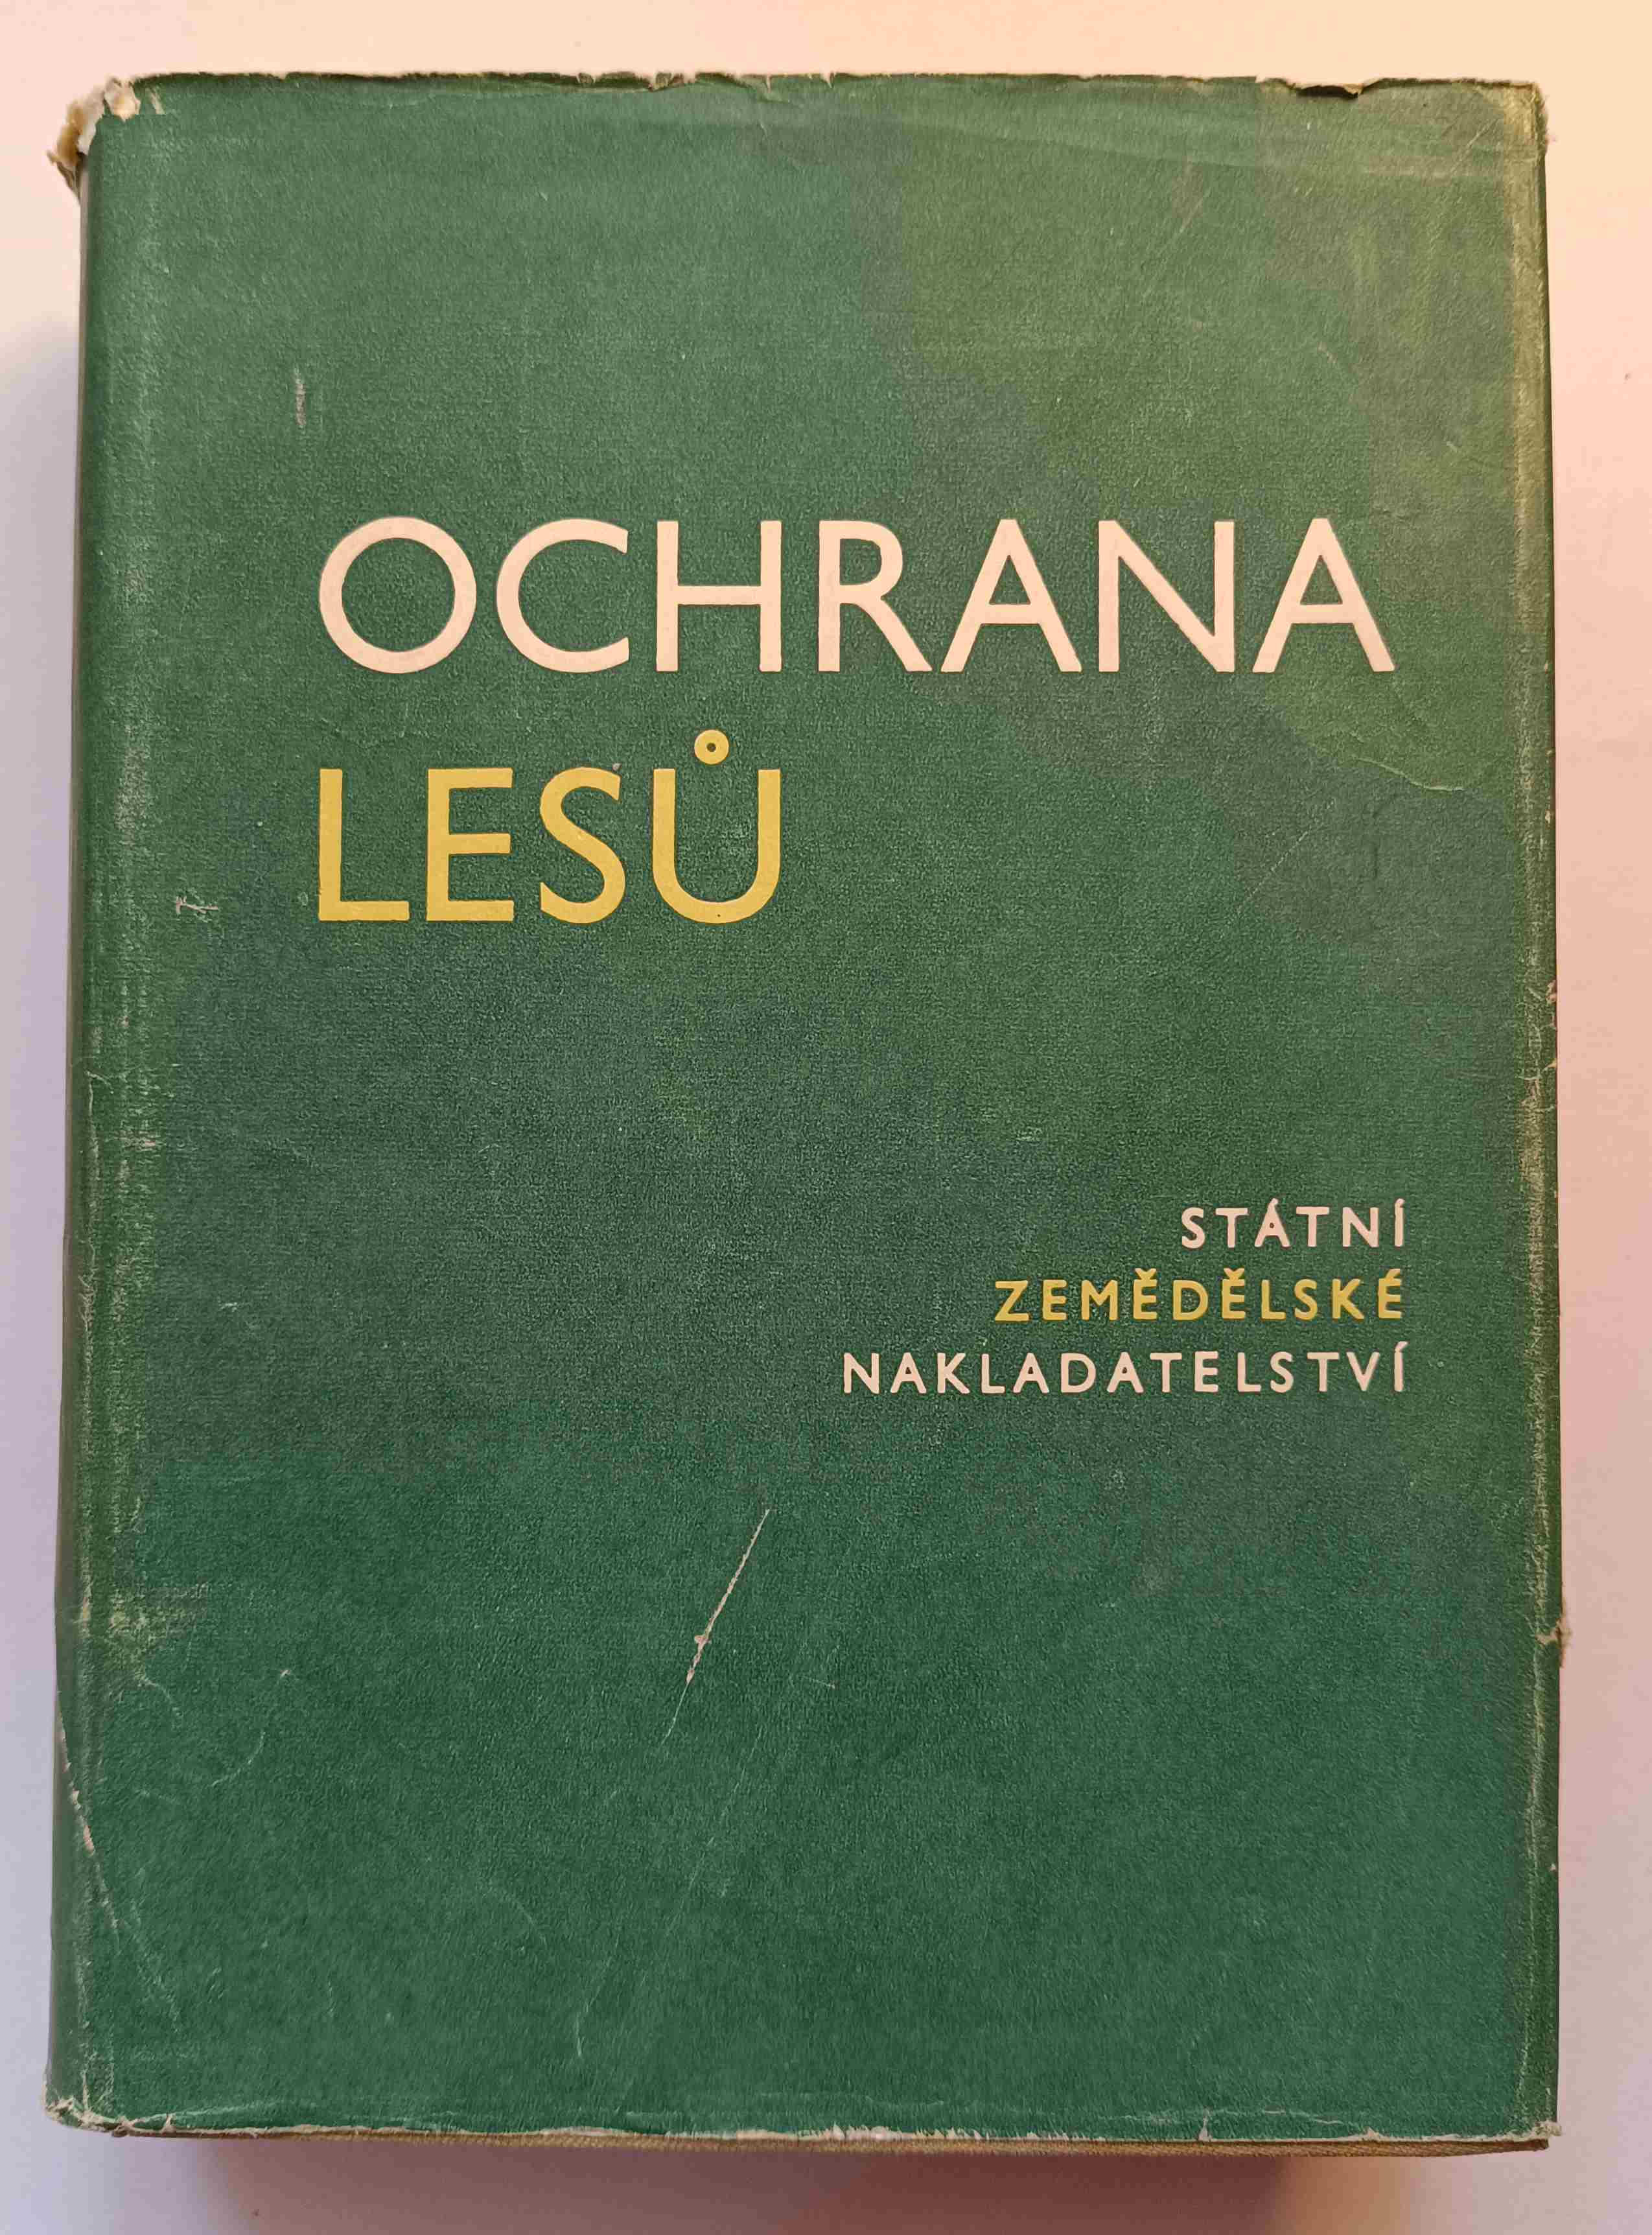 OCHRANA
LESŮ
STÁTNÍ
ZEMĚDĚLSKÉ
NAKLADATELSTVÍ